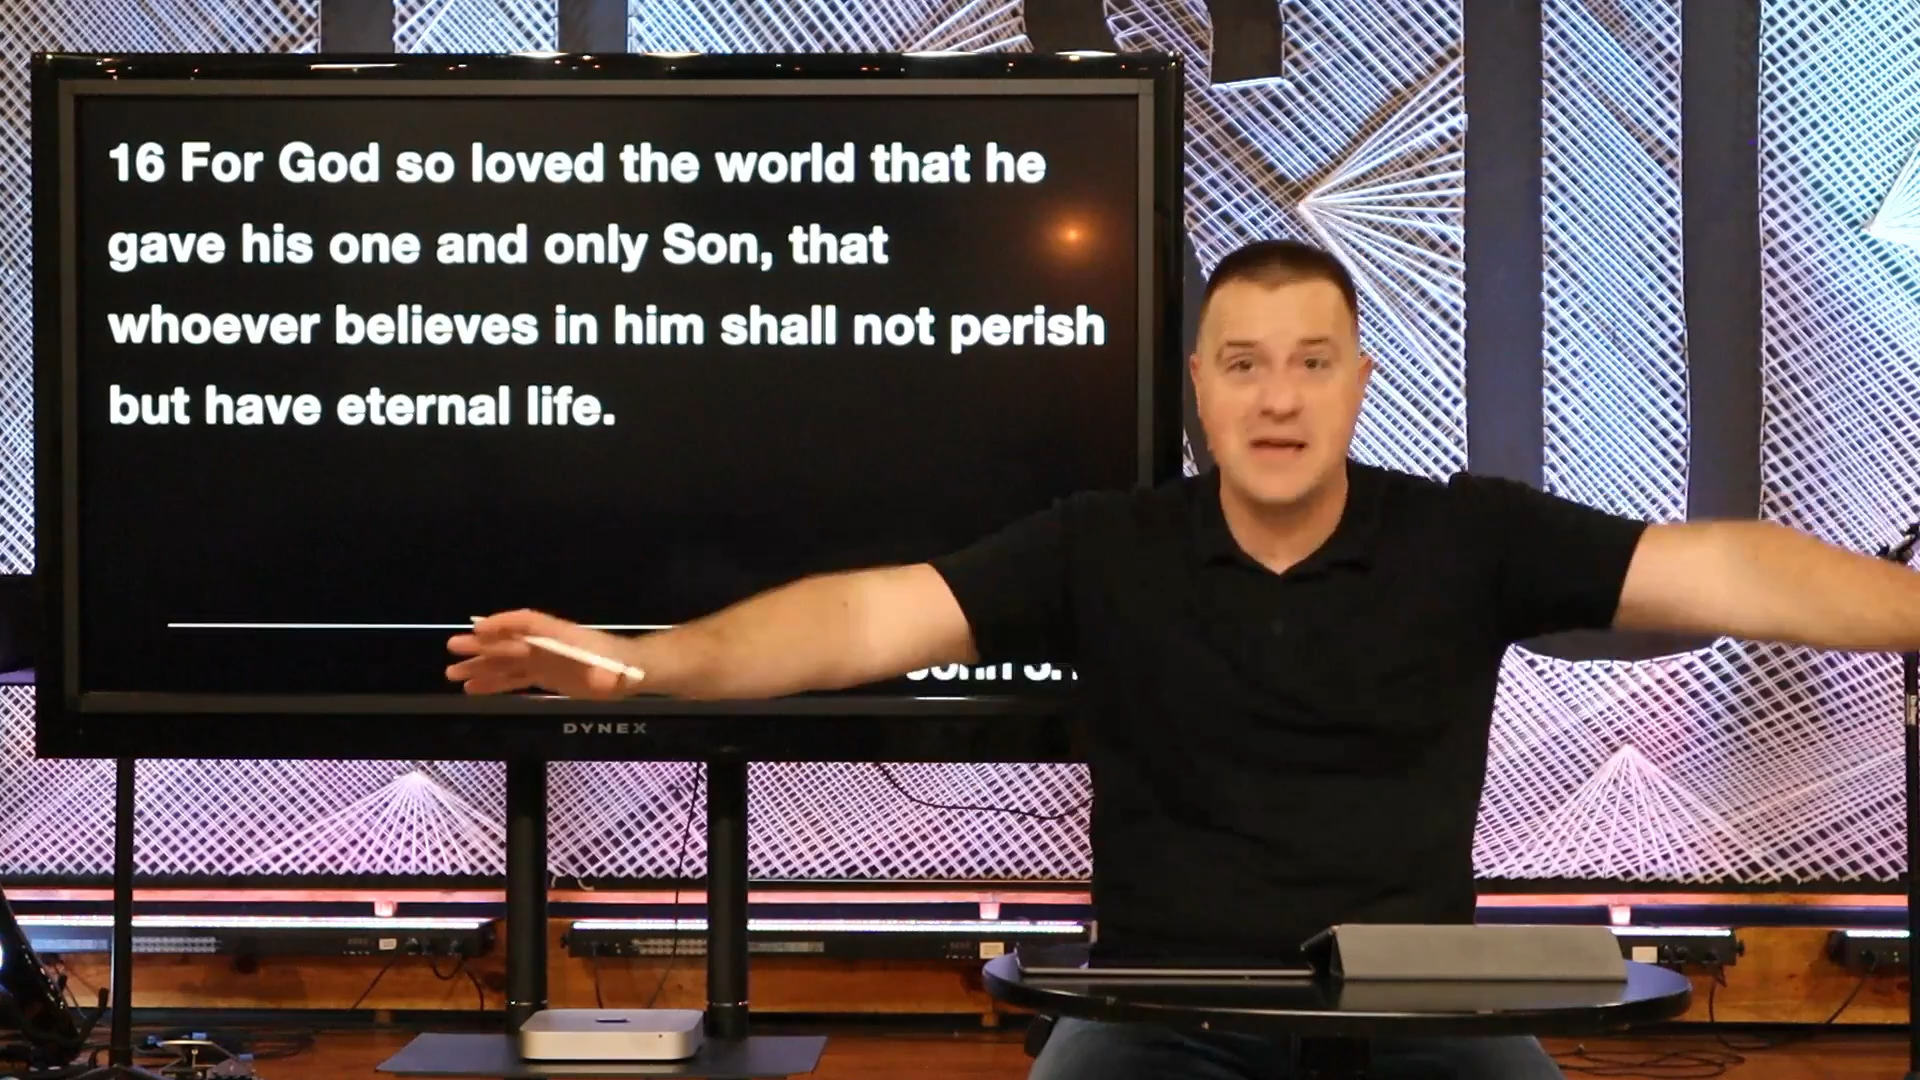 16 For God so loved the world that he
gave his one and only Son, that
whoever believes in him shall not perish
but have eternal life.
DYNEX